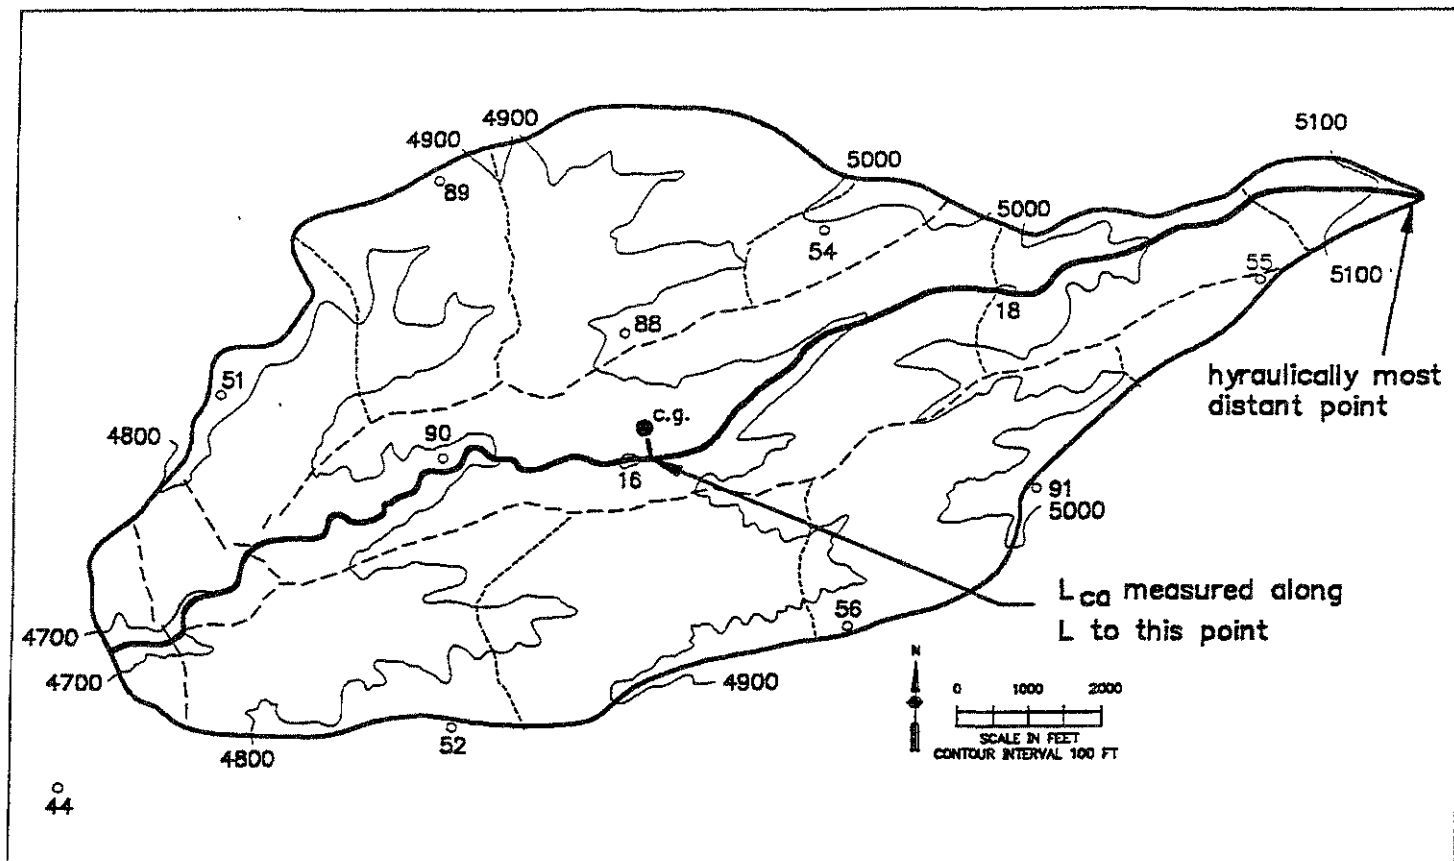 4900
4900
5100
5000
89
5000
54
55
5100
18
88
hyraulically most
distant point
51
c.g.
4800
90
16
91
5000
L ca measured along
L to this point
56
4700
N
4700
4900
0 1000 2000
SCALE IN FEET
CONTOUR INTERVAL 100 FT
52
4800
44